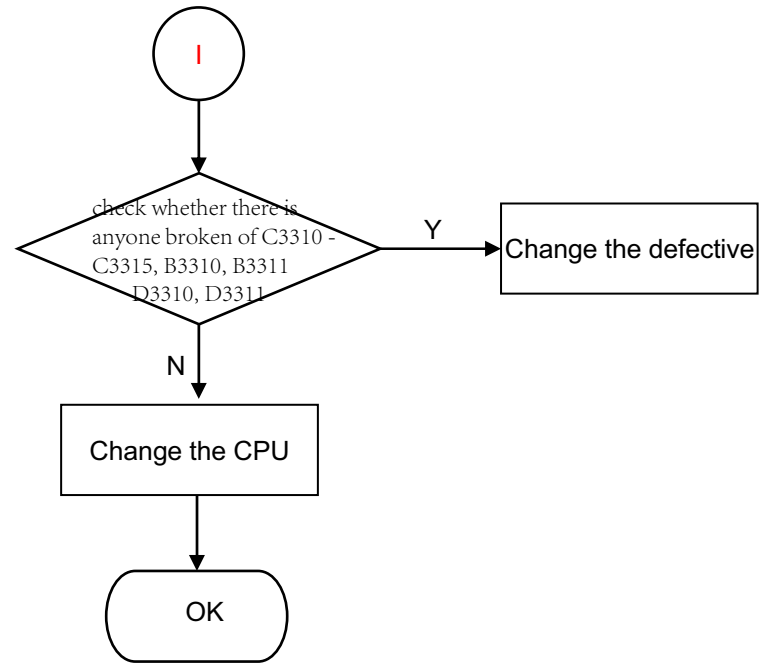 I
check whether there is
anyone broken of C3310 -
C3315, B3310, B3311
D3310, D3311
Y
Change the defective
N
Change the CPU
OK